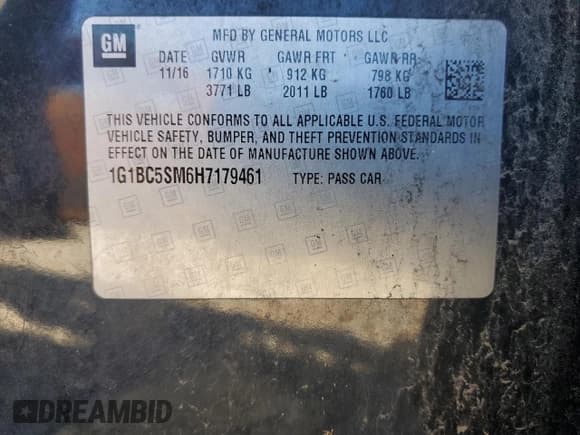 GM
MFD BY GENERAL MOTORS LLC
DATE GVWR GAWR FRT GAWR RR
11/16 1710 KG 912 KG 798 KG
3771 LB 2011 LB 1760 LB
THIS VEHICLE CONFORMS TO ALL APPLICABLE U.S. FEDERAL MOTOR
VEHICLE SAFETY, BUMPER, AND THEFT PREVENTION STANDARDS IN
EFFECT ON THE DATE OF MANUFACTURE SHOWN ABOVE.
1G1BC5SM6H7179461 TYPE: PASS CAR
DREAMBID